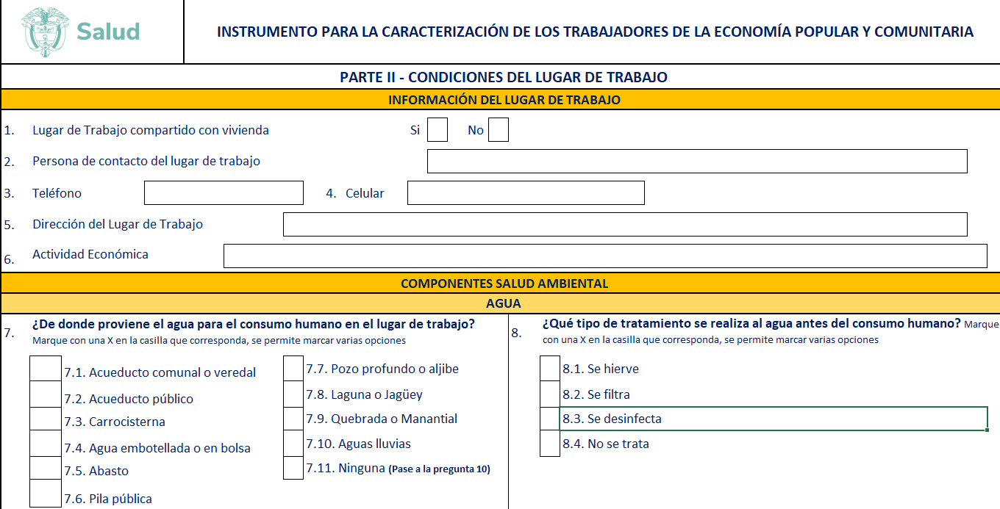 Salud
INSTRUMENTO PARA LA CARACTERIZACIÓN DE LOS TRABAJADORES DE LA ECONOMÍA POPULAR Y COMUNITARIA
PARTE II - CONDICIONES DEL LUGAR DE TRABAJO
INFORMACIÓN DEL LUGAR DE TRABAJO
1. Lugar de Trabajo compartido con vivienda Si No
2. Persona de contacto del lugar de trabajo
3. Teléfono 4. Celular
5. Dirección del Lugar de Trabajo
6. Actividad Económica
COMPONENTES SALUD AMBIENTAL
AGUA
7. ¿De donde proviene el agua para el consumo humano en el lugar de trabajo?
Marque con una X en la casilla que corresponda, se permite marcar varias opciones
7.1. Acueducto comunal o veredal
7.2. Acueducto público
7.3. Carrocisterna
7.4. Agua embotellada o en bolsa
7.5. Abasto
7.6. Pila pública
7.7. Pozo profundo o aljibe
7.8. Laguna o Jagüey
7.9. Quebrada o Manantial
7.10. Aguas lluvias
7.11. Ninguna (Pase a la pregunta 10)
8. ¿Qué tipo de tratamiento se realiza al agua antes del consumo humano? Marque
con una X en la casilla que corresponda, se permite marcar varias opciones
8.1. Se hierve
8.2. Se filtra
8.3. Se desinfecta
8.4. No se trata